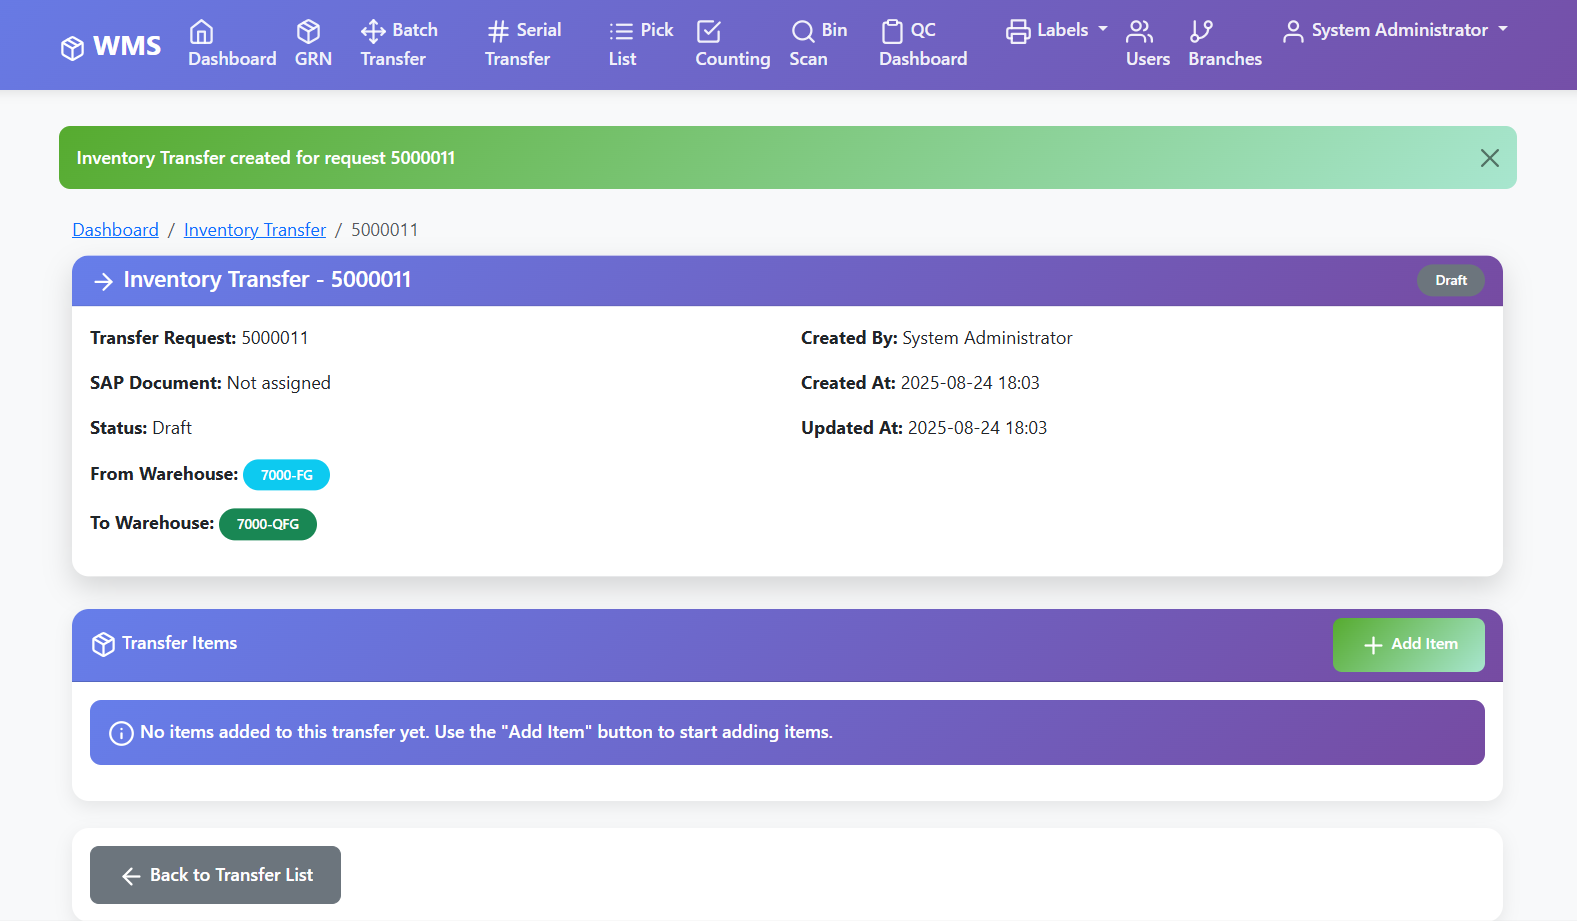 WMS
Dashboard
GRN
Batch
Transfer
Serial
Transfer
Pick
List
Counting
Bin
Scan
QC
Dashboard
Labels
Users
Branches
System Administrator
Inventory Transfer created for request 5000011
Dashboard / Inventory Transfer / 5000011
Inventory Transfer - 5000011
Draft
Transfer Request: 5000011
SAP Document: Not assigned
Status: Draft
From Warehouse: 7000-FG
To Warehouse: 7000-QFG
Created By: System Administrator
Created At: 2025-08-24 18:03
Updated At: 2025-08-24 18:03
Transfer Items
Add Item
No items added to this transfer yet. Use the "Add Item" button to start adding items.
Back to Transfer List